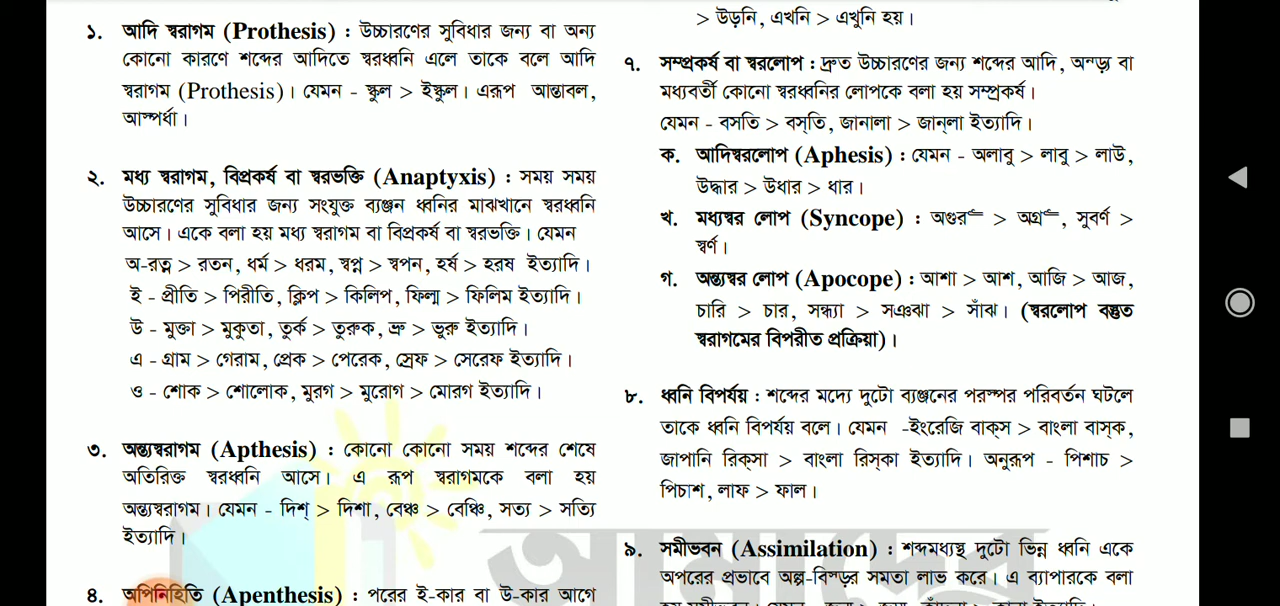 ১. আদি স্বরাগম (Prothesis) : উচ্চারণের সুবিধার জন্য বা অন্য
কোনো কারণে শব্দের আদিতে স্বরধ্বনি এলে তাকে বলে আদি
স্বরাগম (Prothesis)। যেমন - স্কুল > ইস্কুল। এরূপ আস্তাবল,
আস্পর্ধা।
২. মধ্য স্বরাগম, বিপ্রকর্ষ বা স্বরভক্তি (Anaptyxis) : সময় সময়
উচ্চারণের সুবিধার জন্য সংযুক্ত ব্যঞ্জন ধ্বনির মাঝখানে স্বরধ্বনি
আসে। একে বলা হয় মধ্য স্বরাগম বা বিপ্রকর্ষ বা স্বরভক্তি। যেমন
অ-রত্ন > রতন, ধর্ম > ধরম, স্বপ্ন > স্বপন, হর্ষ > হরষ ইত্যাদি।
ই - প্রীতি > পিরীতি, ক্লিপ > কিলিপ, ফিল্ম > ফিলিম ইত্যাদি।
উ - মুক্তা > মুকুতা, তুর্ক > তুরুক, ভ্রু > ভুরু ইত্যাদি।
এ - গ্রাম > গেরাম, প্রেক > পেরেক, স্রেফ > সেরেফ ইত্যাদি।
ও - শোক > শোলোক, মুরগ > মুরোগ > মোরগ ইত্যাদি।
৩. অন্ত্যস্বরাগম (Apthesis) : কোনো কোনো সময় শব্দের শেষে
অতিরিক্ত স্বরধ্বনি আসে। এ রূপ স্বরাগমকে বলা হয়
অন্ত্যস্বরাগম। যেমন - দিশ্ > দিশা, বেঞ্চ > বেঞ্চি, সত্য > সত্যি
ইত্যাদি।
৪. অপিনিহিতি (Apenthesis) : পরের ই-কার বা উ-কার আগে
> উড়নি, এখনি > এখুনি হয়।
৭. সম্প্রকর্ষ বা স্বরলোপ : দ্রুত উচ্চারণের জন্য শব্দের আদি, বা
মধ্যবর্তী কোনো স্বরধ্বনির লোপকে বলা হয় সম্প্রকর্ষ।
যেমন - বসতি > বস্‌তি, জানালা > জান্‌লা ইত্যাদি।
ক. আদিস্বরলোপ (Aphesis) : যেমন - অলাবু > লাবু > লাউ,
উদ্ধার > উধার > ধার।
খ. মধ্যস্বর লোপ (Syncope) : > , সুবর্ণ >
স্বর্ণ।
গ. অন্ত্যস্বর লোপ (Apocope) : আশা > আশ, আজি > আজ,
চারি > চার, সন্ধ্যা > সঞঝা > সাঁঝ। (স্বরলোপ বস্তুত
স্বরাগমের বিপরীত প্রক্রিয়া)।
৮. ধ্বনি বিপর্যয় : শব্দের মদ্যে দুটো ব্যঞ্জনের পরস্পর পরিবর্তন ঘটলে
তাকে ধ্বনি বিপর্যয় বলে। যেমন -ইংরেজি বাক্‌স > বাংলা বাস্‌ক,
জাপানি রিক্‌সা > বাংলা রিস্‌কা ইত্যাদি। অনুরূপ - পিশাচ >
পিচাশ, লাফ > ফাল।
৯. সমীভবন (Assimilation) : শব্দমধ্যস্থ দুটো ভিন্ন ধ্বনি একে
অপরের প্রভাবে সমতা লাভ করে। এ ব্যাপারকে বলা
আমাদের